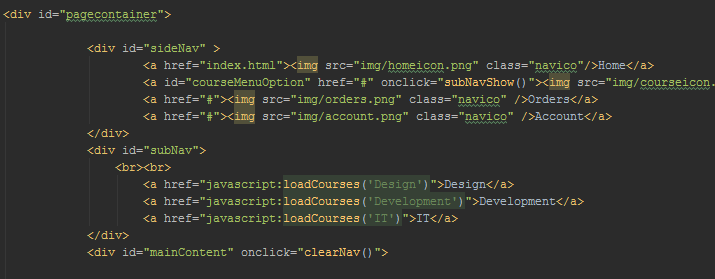 <div id="pagecontainer">
<div id="sideNav" >
<a href="index.html"><img src="img/homeicon.png" class="navico"/>Home</a>
<a id="courseMenuOption" href="#" onclick="subNavShow()"><img src="img/courseicon.
<a href="#"><img src="img/orders.png" class="navico" />Orders</a>
<a href="#"><img src="img/account.png" class="navico" />Account</a>
</div>
<div id="subNav">
<br><br>
<a href="javascript:loadCourses('Design')">Design</a>
<a href="javascript:loadCourses('Development')">Development</a>
<a href="javascript:loadCourses('IT')">IT</a>
</div>
<div id="mainContent" onclick="clearNav()">